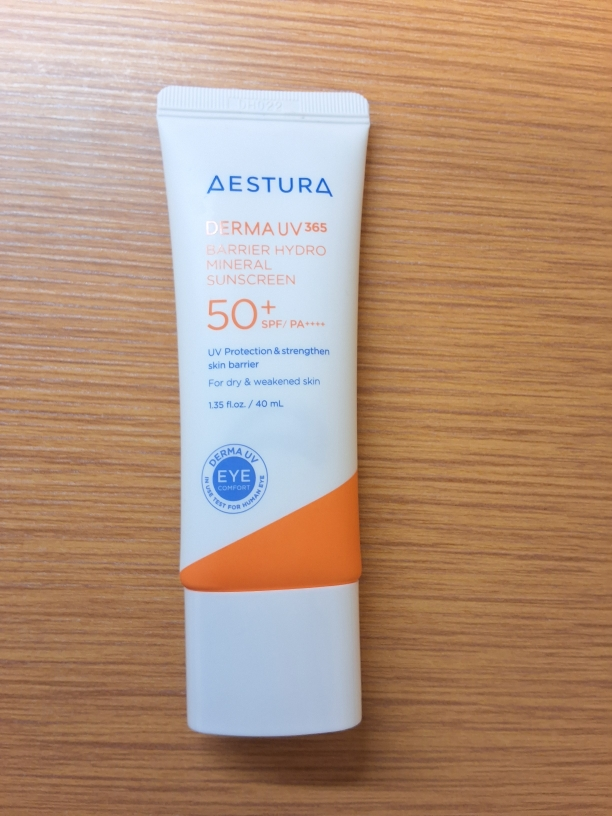 AESTURA
DERMA UV 365
BARRIER HYDRO
MINERAL
SUNSCREEN
50+
SPF/ PA++++
UV Protection & strengthen
skin barrier
For dry & weakened skin
1.35 fl.oz. / 40 mL
DERMA UV
EYE
COMFORT
IN USE TEST FOR HUMAN EYE